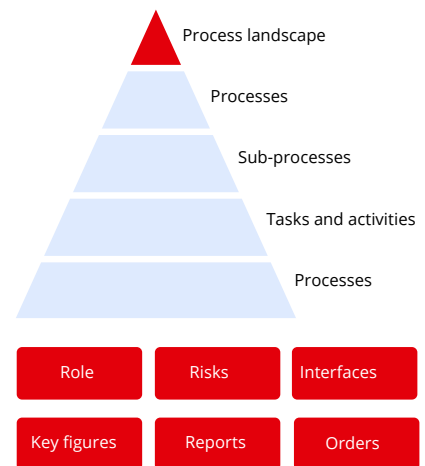 Process landscape
Processes
Sub-processes
Tasks and activities
Processes
Role Risks Interfaces
Key figures Reports Orders